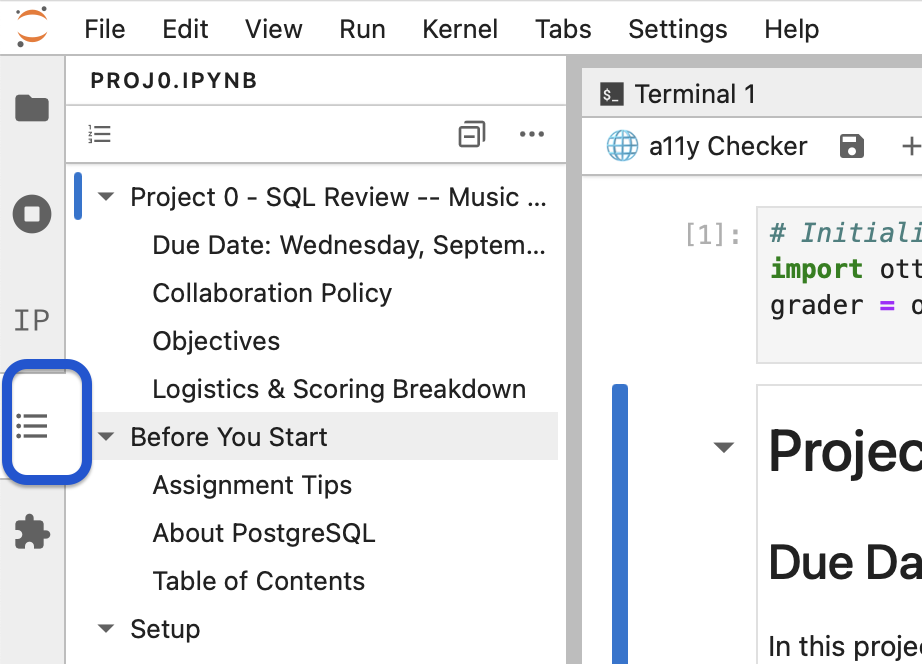 File Edit View Run Kernel Tabs Settings Help
PROJ0.IPYNB
Project 0 - SQL Review -- Music ...
Due Date: Wednesday, Septem...
Collaboration Policy
Objectives
Logistics & Scoring Breakdown
Before You Start
Assignment Tips
About PostgreSQL
Table of Contents
Setup
IP
$_ Terminal 1
a11y Checker
[1]:
# Initiali
import ott
grader = o
Projec
Due Da
In this proje